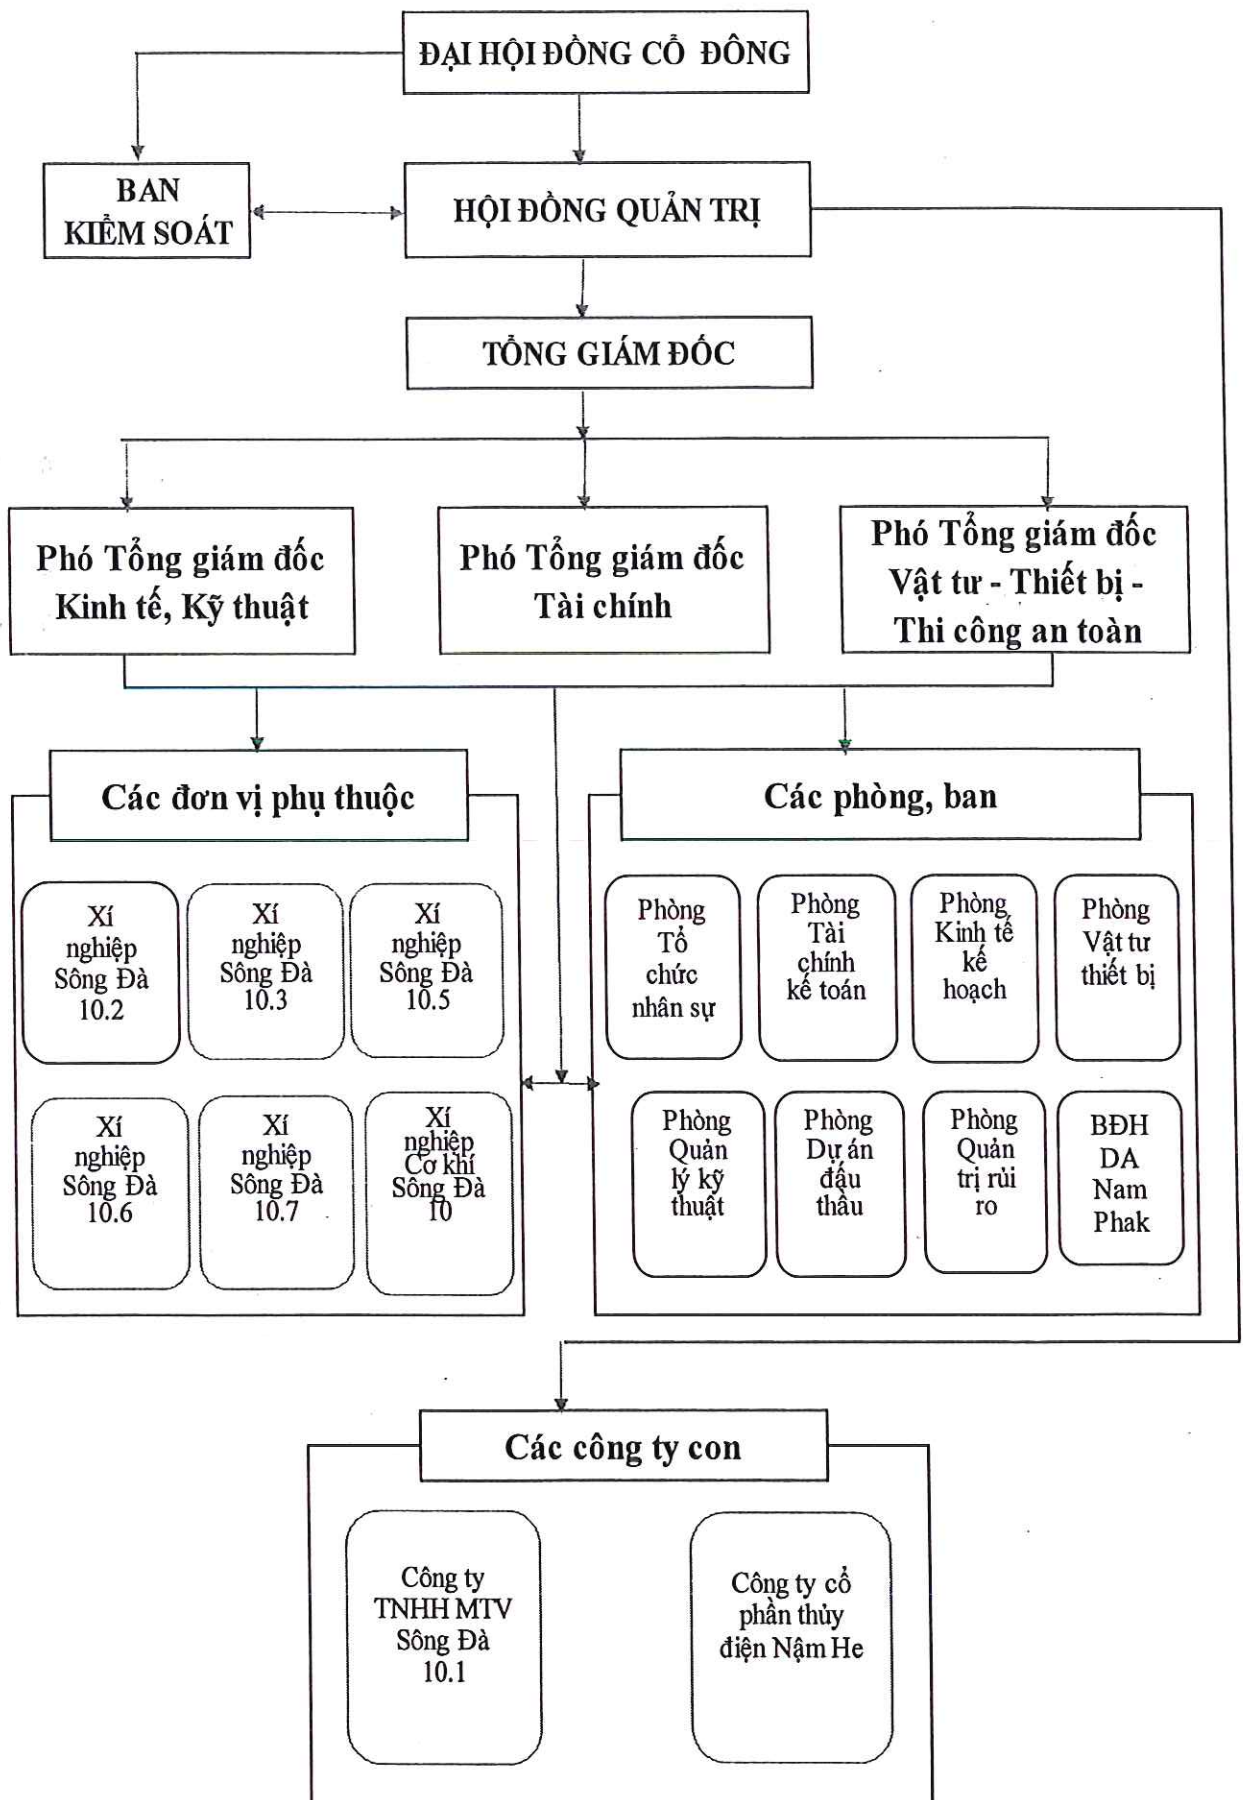 ĐẠI HỘI ĐỒNG CỔ ĐÔNG
BAN
KIỂM SOÁT
HỘI ĐỒNG QUẢN TRỊ
TỔNG GIÁM ĐỐC
Phó Tổng giám đốc
Kinh tế, Kỹ thuật
Phó Tổng giám đốc
Tài chính
Phó Tổng giám đốc
Vật tư - Thiết bị -
Thi công an toàn
Các đơn vị phụ thuộc
Xí
nghiệp
Sông Đà
10.2
Xí
nghiệp
Sông Đà
10.3
Xí
nghiệp
Sông Đà
10.5
Xí
nghiệp
Sông Đà
10.6
Xí
nghiệp
Sông Đà
10.7
Xí
nghiệp
Cơ khí
Sông Đà
10
Các phòng, ban
Phòng
Tổ
chức
nhân sự
Phòng
Tài
chính
kế toán
Phòng
Kinh tế
kế
hoạch
Phòng
Vật tư
thiết bị
Phòng
Quản
lý kỹ
thuật
Phòng
Dự án
đấu
thầu
Phòng
Quản
trị rủi
ro
BĐH
DA
Nam
Phak
Các công ty con
Công ty
TNHH MTV
Sông Đà
10.1
Công ty cổ
phần thủy
điện Nậm He